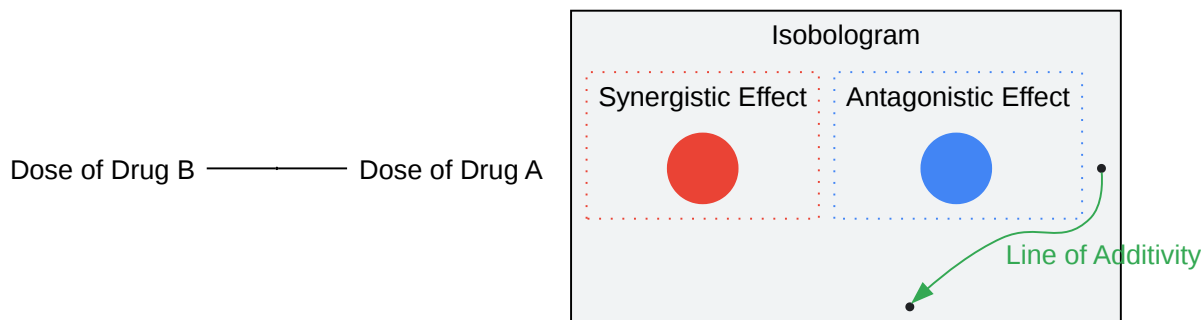 Isobologram
Synergistic Effect
Antagonistic Effect
Dose of Drug B
Dose of Drug A
Line of Additivity